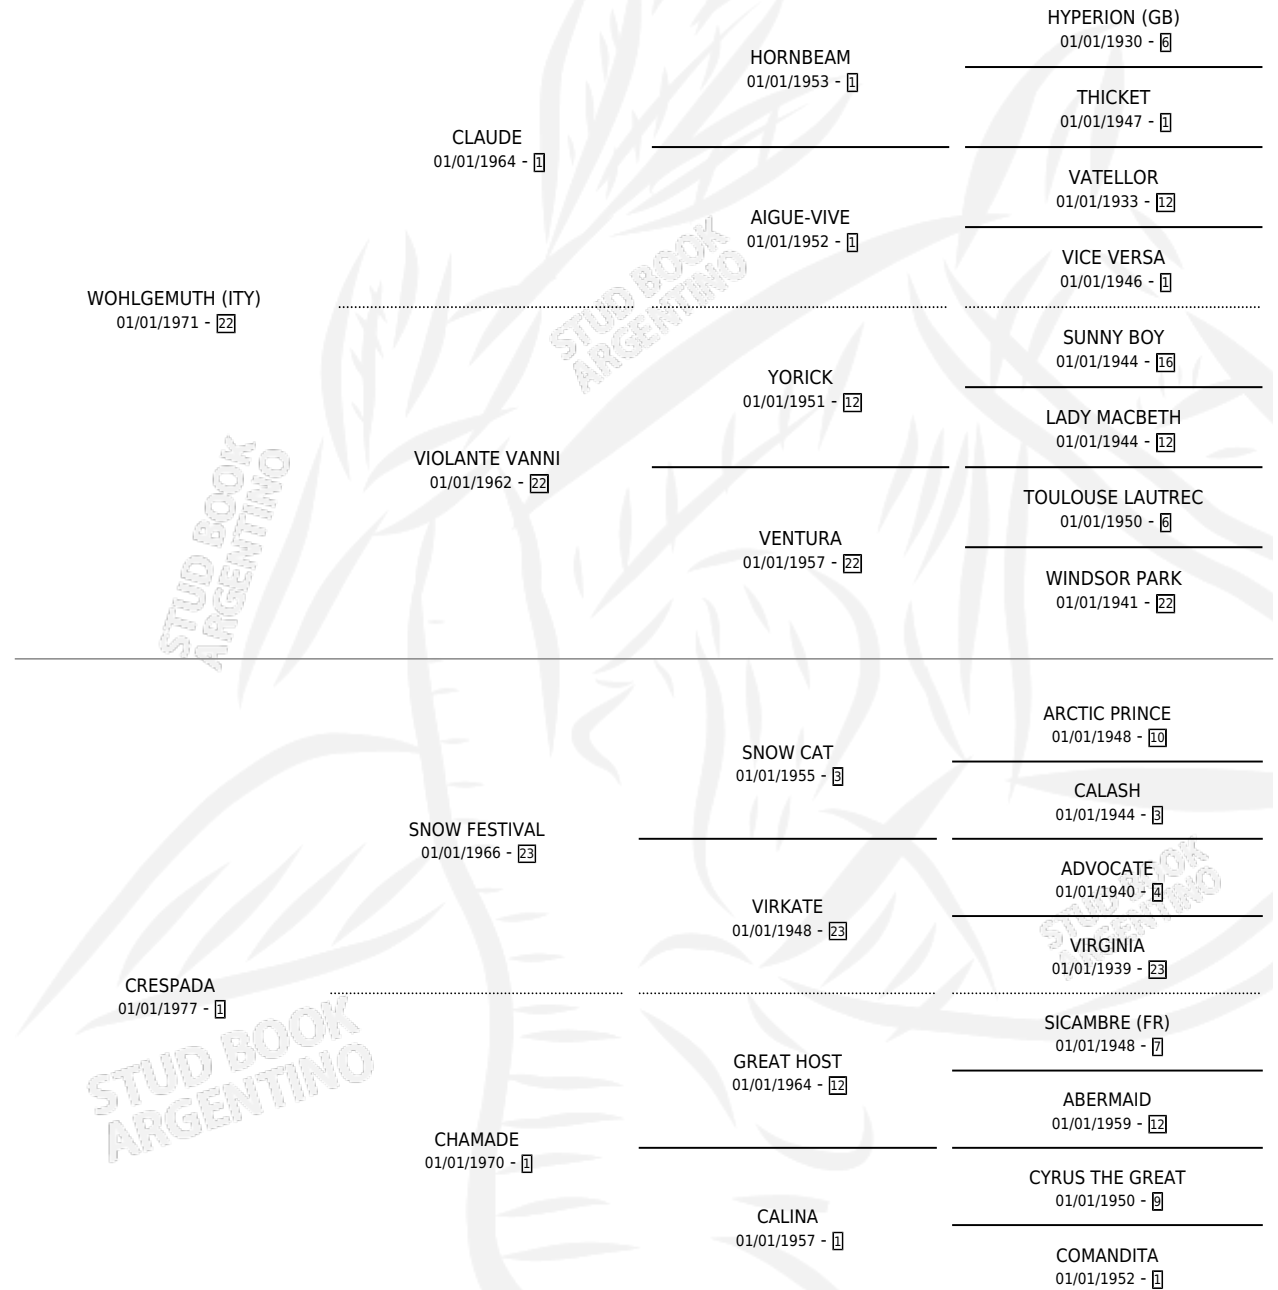 HYPERION (GB)
01/01/1930 - 6
HORNBEAM
01/01/1953 - 1
THICKET
01/01/1947 - 1
CLAUDE
01/01/1964 - 1
VATELLOR
01/01/1933 - 12
AIGUE-VIVE
01/01/1952 - 1
VICE VERSA
01/01/1946 - 1
WOHLGEMUTH (ITY)
01/01/1971 - 22
STUD BOOK
ARGENTINO
SUNNY BOY
01/01/1944 - 16
YORICK
01/01/1951 - 12
LADY MACBETH
01/01/1944 - 12
VIOLANTE VANNI
01/01/1962 - 22
STUD BOOK
ARGENTINO
TOULOUSE LAUTREC
01/01/1950 - 6
VENTURA
01/01/1957 - 22
WINDSOR PARK
01/01/1941 - 22
ARCTIC PRINCE
01/01/1948 - 10
SNOW CAT
01/01/1955 - 3
CALASH
01/01/1944 - 3
SNOW FESTIVAL
01/01/1966 - 23
ADVOCATE
01/01/1940 - 4
STUD BOOK
ARGENTINO
VIRKATE
01/01/1948 - 23
VIRGINIA
01/01/1939 - 23
CRESPADA
01/01/1977 - 1
STUD BOOK
ARGENTINO
SICAMBRE (FR)
01/01/1948 - 7
GREAT HOST
01/01/1964 - 12
ABERMAID
01/01/1959 - 12
CHAMADE
01/01/1970 - 1
CYRUS THE GREAT
01/01/1950 - 9
CALINA
01/01/1957 - 1
COMANDITA
01/01/1952 - 1